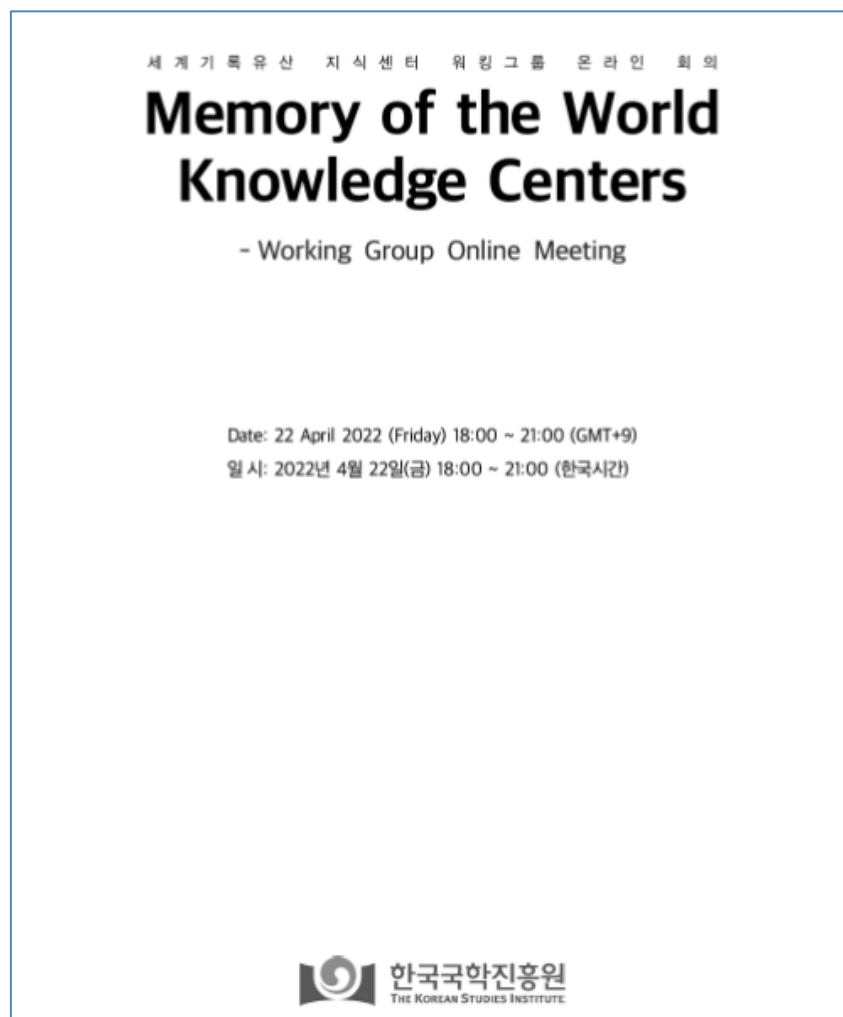 세계기록유산 지식센터 워킹그룹 온라인 회의
Memory of the World
Knowledge Centers
- Working Group Online Meeting
Date: 22 April 2022 (Friday) 18:00 ~ 21:00 (GMT+9)
일 시: 2022년 4월 22일(금) 18:00 ~ 21:00 (한국시간)
한국국학진흥원
THE KOREAN STUDIES INSTITUTE